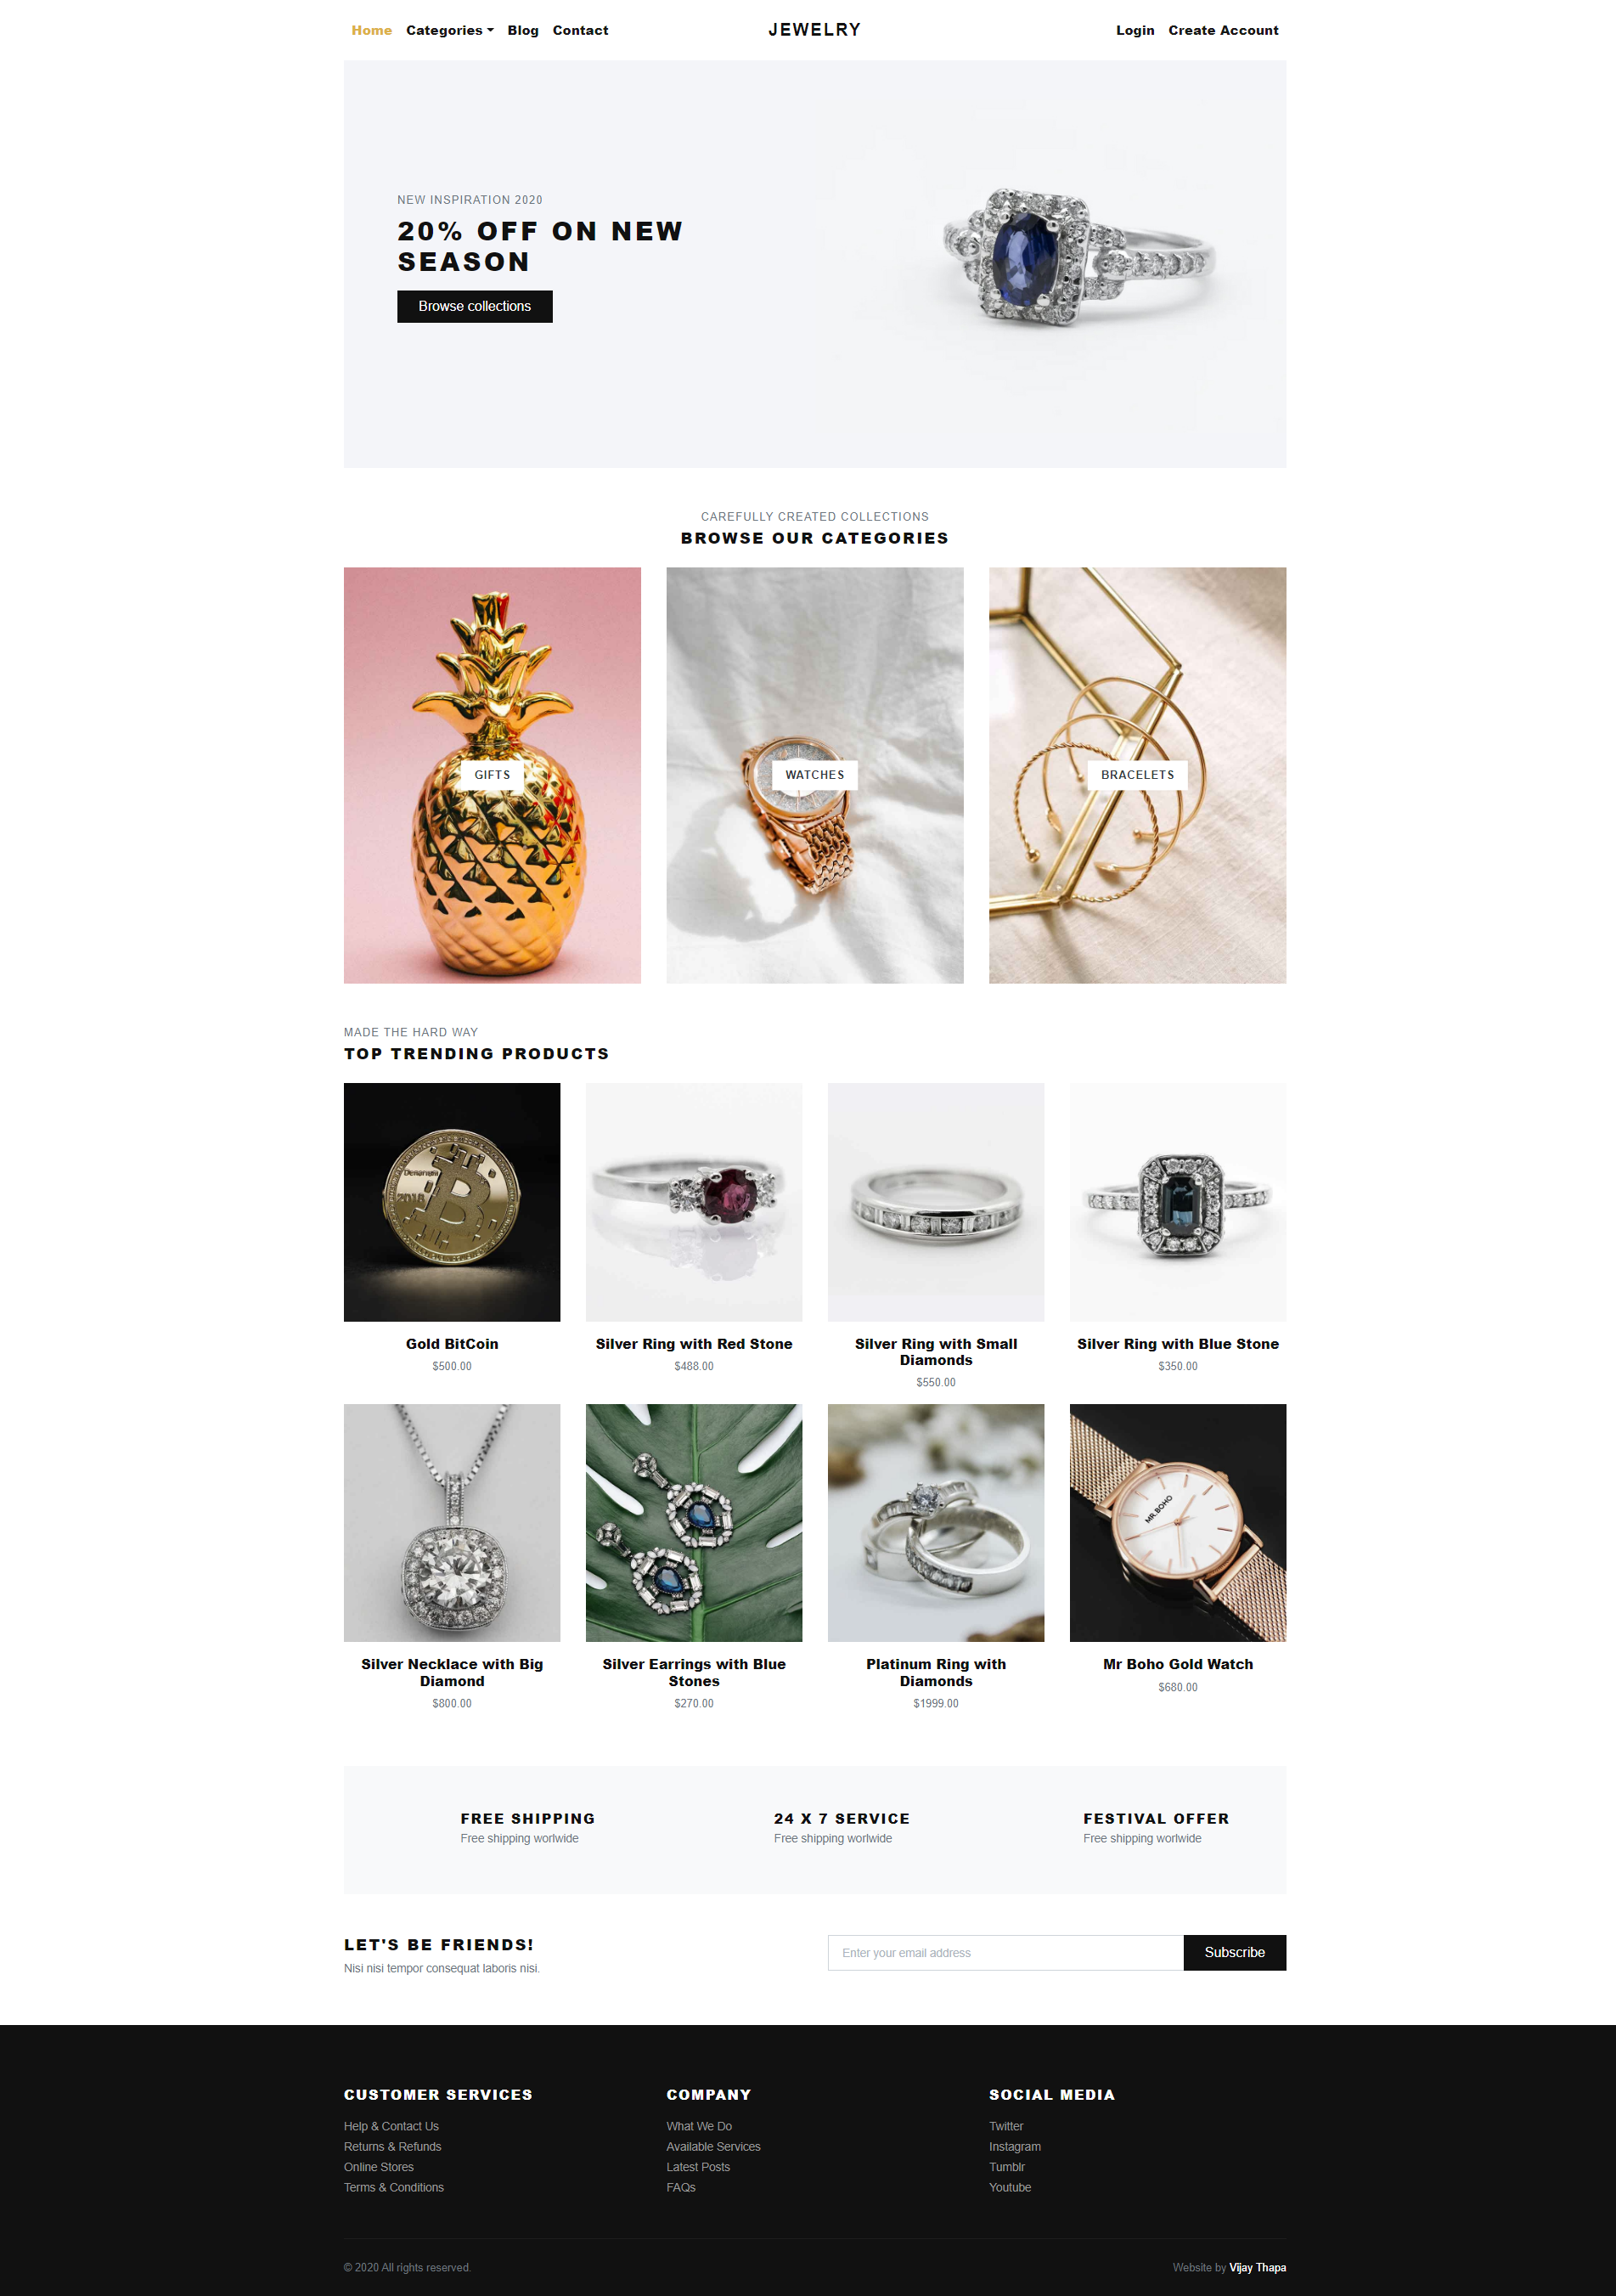 Home Categories Blog Contact
JEWELRY
Login Create Account
NEW INSPIRATION 2020
20% OFF ON NEW
SEASON
Browse collections
CAREFULLY CREATED COLLECTIONS
BROWSE OUR CATEGORIES
GIFTS
WATCHES
BRACELETS
MADE THE HARD WAY
TOP TRENDING PRODUCTS
Denarium
2018
Gold BitCoin
$500.00
Silver Ring with Red Stone
$488.00
Silver Ring with Small
Diamonds
$550.00
Silver Ring with Blue Stone
$350.00
MR.BOHO
Silver Necklace with Big
Diamond
$800.00
Silver Earrings with Blue
Stones
$270.00
Platinum Ring with
Diamonds
$1999.00
Mr Boho Gold Watch
$680.00
FREE SHIPPING
Free shipping worlwide
24 X 7 SERVICE
Free shipping worlwide
FESTIVAL OFFER
Free shipping worlwide
LET'S BE FRIENDS!
Nisi nisi tempor consequat laboris nisi.
Enter your email address
Subscribe
CUSTOMER SERVICES
Help & Contact Us
Returns & Refunds
Online Stores
Terms & Conditions
COMPANY
What We Do
Available Services
Latest Posts
FAQs
SOCIAL MEDIA
Twitter
Instagram
Tumblr
Youtube
© 2020 All rights reserved.
Website by Vijay Thapa